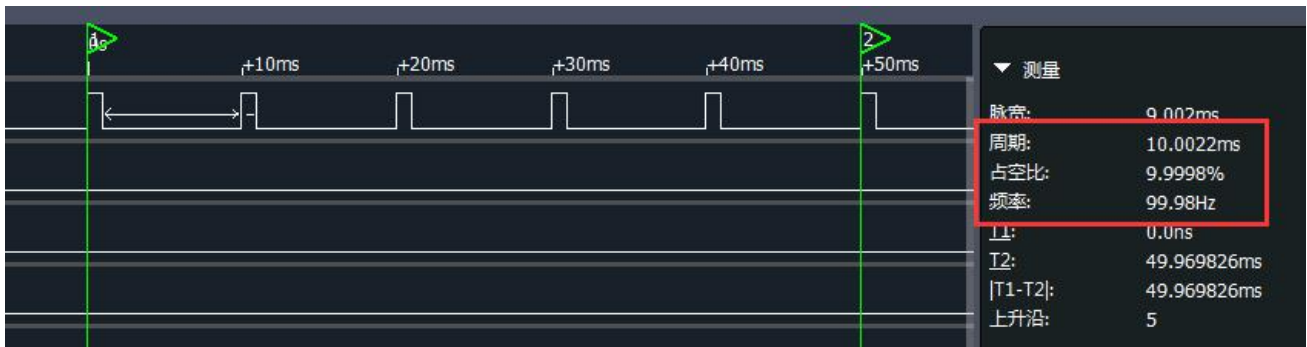 0s 1 2
+10ms +20ms +30ms +40ms +50ms
测量
脉宽: 9.002ms
周期: 10.0022ms
占空比: 9.9998%
频率: 99.98Hz
T1: 0.0ns
T2: 49.969826ms
|T1-T2|: 49.969826ms
上升沿: 5